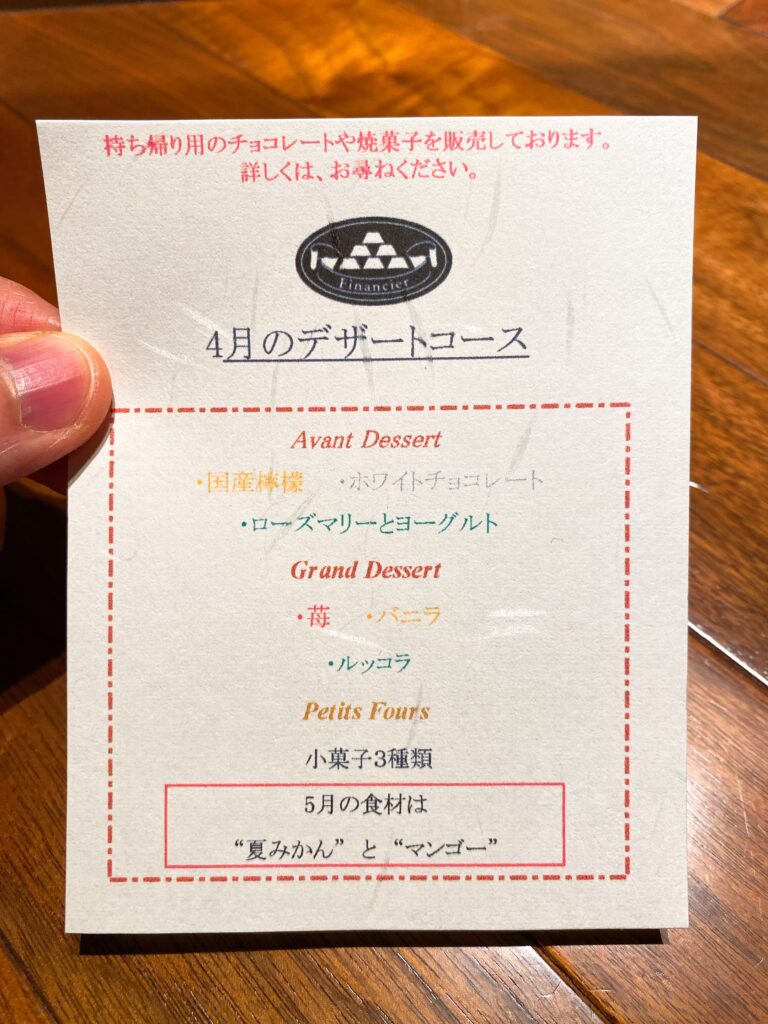 持ち帰り用のチョコレートや焼菓子を販売しております。
詳しくは、お尋ねください。
Financier
4月のデザートコース
Avant Dessert
・国産檸檬 ・ホワイトチョコレート
・ローズマリーとヨーグルト
Grand Dessert
・苺 ・バニラ
・ルッコラ
Petits Fours
小菓子3種類
5月の食材は
“夏みかん” と “マンゴー”